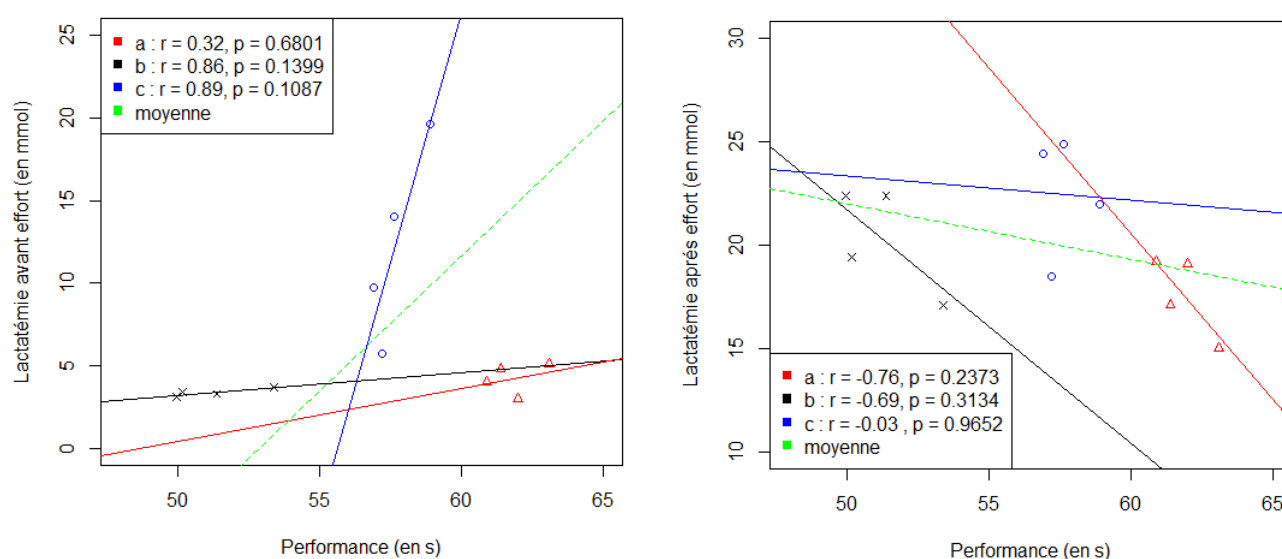 25
20
15
10
5
0
Lactatémie avant effort (en mmol)
a : r = 0.32, p = 0.6801
b : r = 0.86, p = 0.1399
c : r = 0.89, p = 0.1087
moyenne
50 55 60 65
Performance (en s)
30
25
20
15
10
Lactatémie aprés effort (en mmol)
a : r = -0.76, p = 0.2373
b : r = -0.69, p = 0.3134
c : r = -0.03 , p = 0.9652
moyenne
50 55 60 65
Performance (en s)